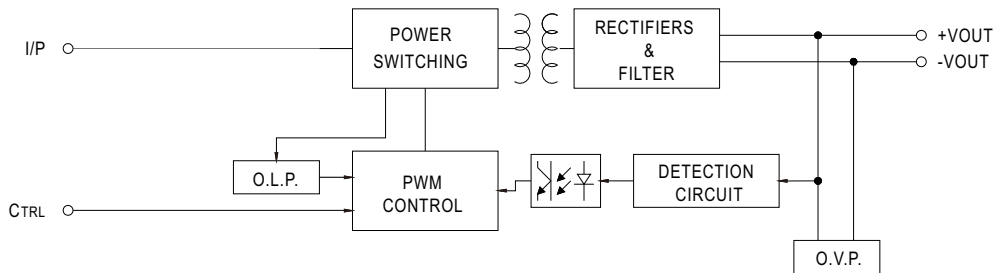 I/P
POWER
SWITCHING
RECTIFIERS
&
FILTER
+VOUT
-VOUT
O.L.P.
PWM
CONTROL
DETECTION
CIRCUIT
CTRL
O.V.P.